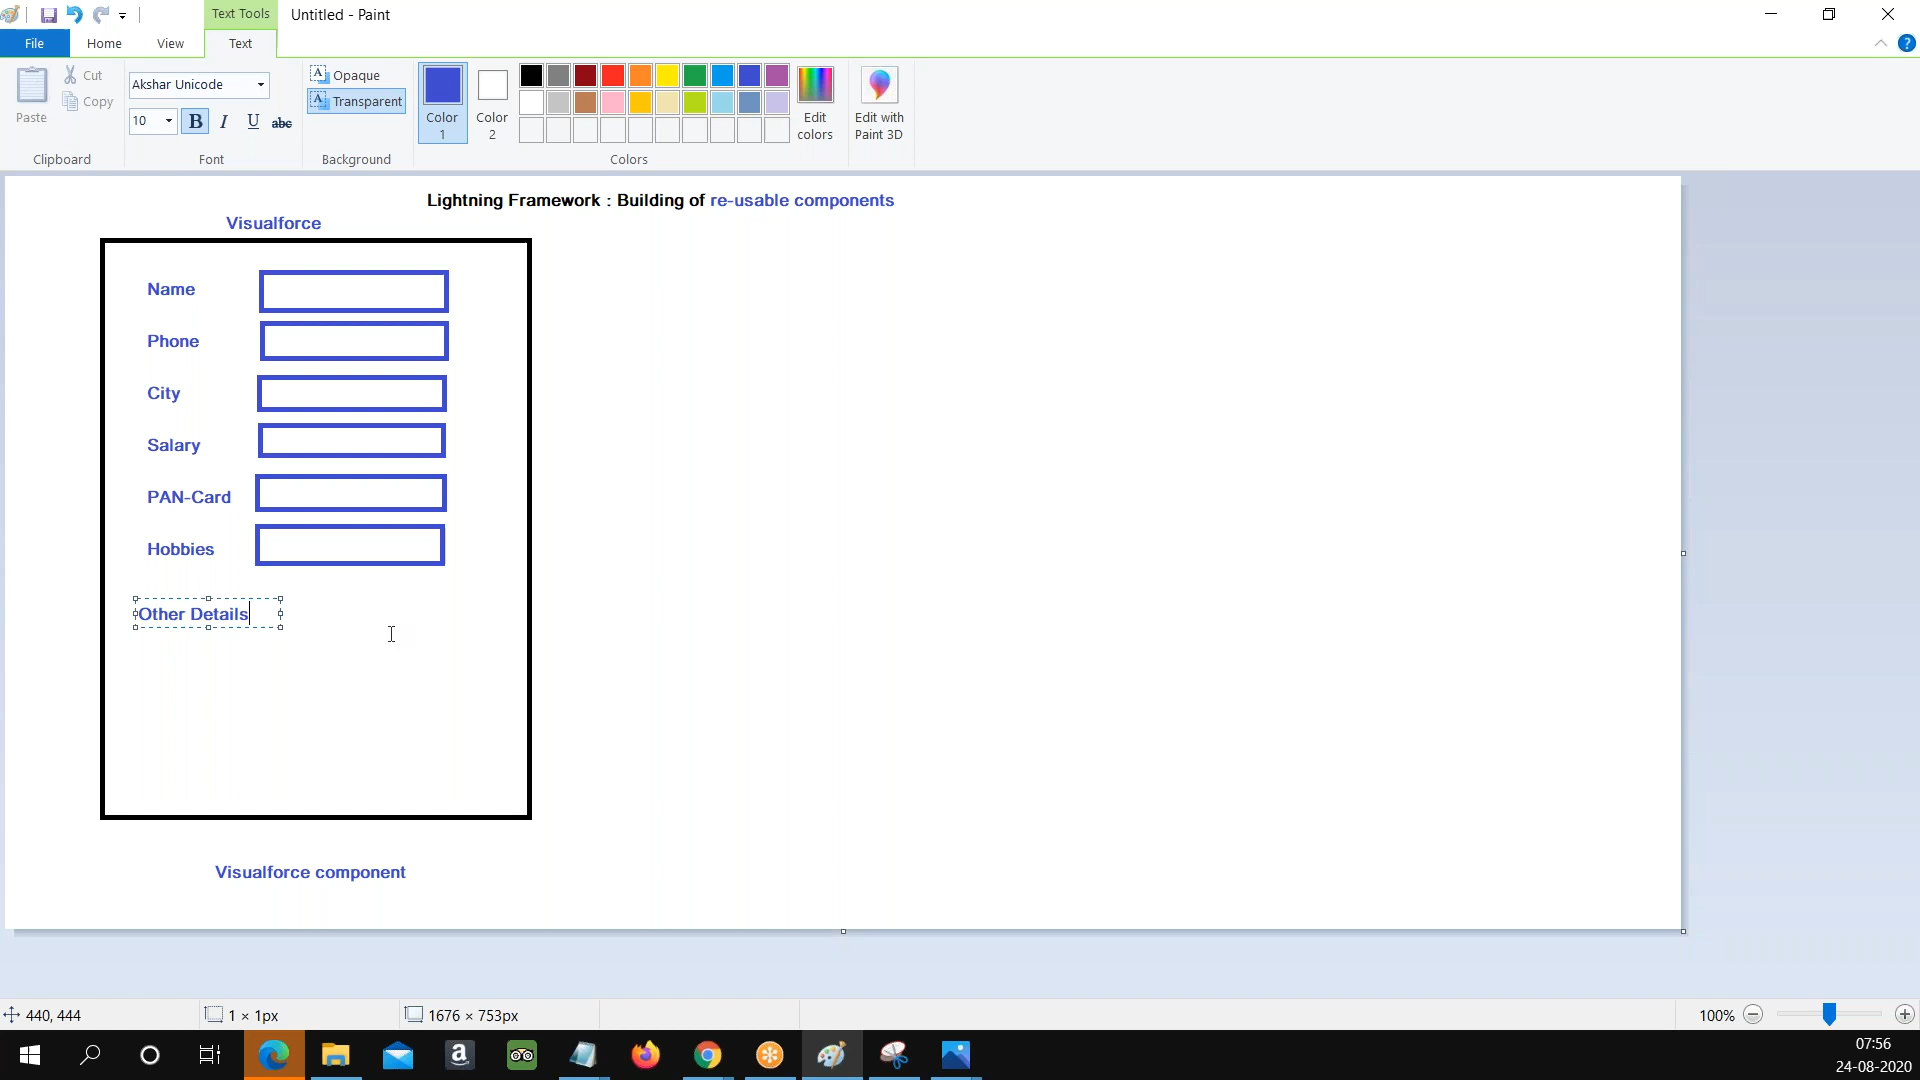 Text Tools
Untitled - Paint
File
Home
View
Text
Paste
Cut
Copy
Clipboard
Akshar Unicode
10
B
I
U
abc
Font
Opaque
Transparent
Background
Color
1
Color
2
Edit
colors
Colors
Edit with
Paint 3D
Lightning Framework : Building of re-usable components
Visualforce
Name
Phone
City
Salary
PAN-Card
Hobbies
Other Details
Visualforce component
440, 444
1 × 1px
1676 × 753px
100%
07:56
24-08-2020